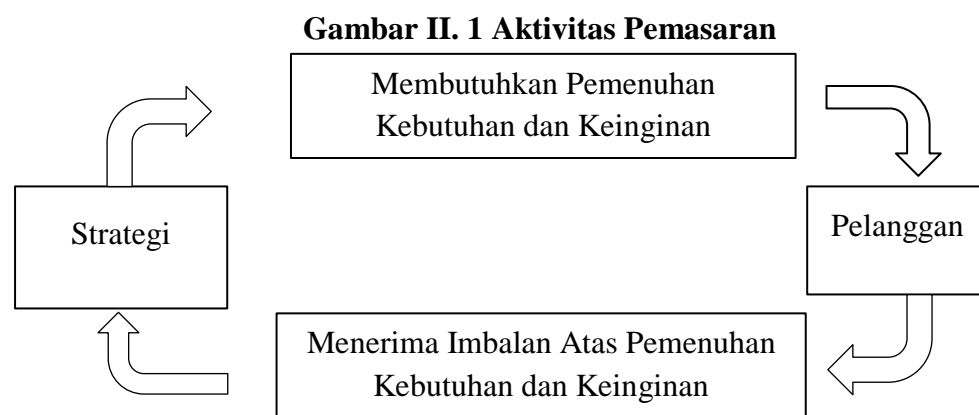 Gambar II. 1 Aktivitas Pemasaran
Membutuhkan Pemenuhan
Kebutuhan dan Keinginan
Strategi
Pelanggan
Menerima Imbalan Atas Pemenuhan
Kebutuhan dan Keinginan